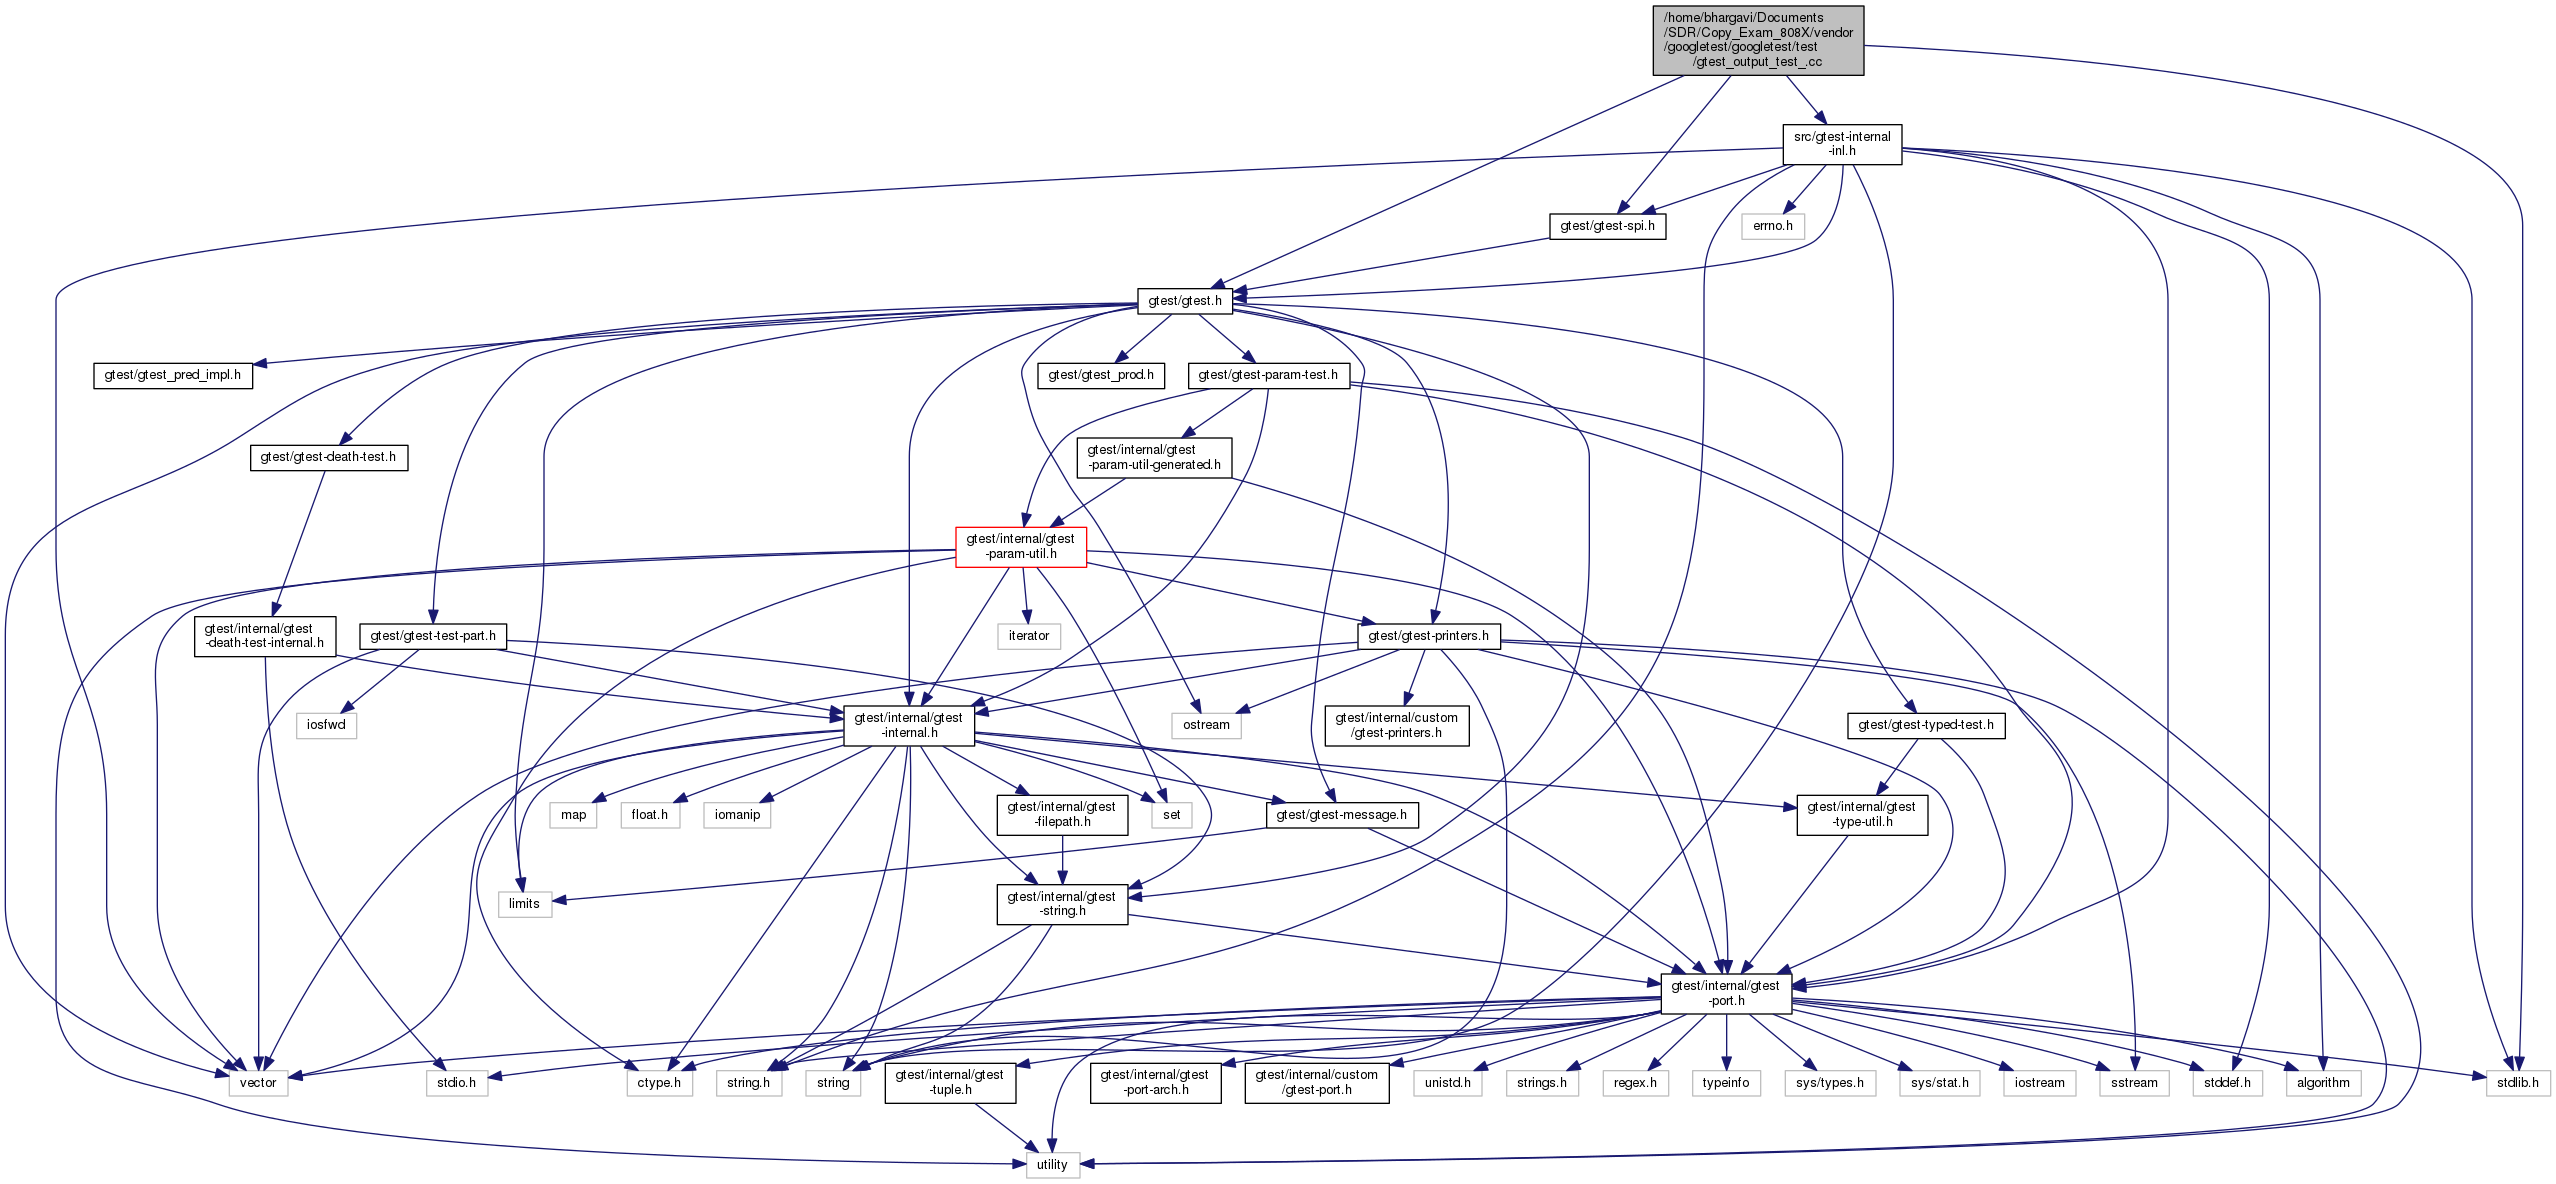 /home/bhargavi/Documents
/SDR/Copy_Exam_808X/vendor
/googletest/googletest/test
/gtest_output_test_.cc
src/gtest-internal
-inl.h
gtest/gtest-spi.h
errno.h
gtest/gtest.h
gtest/gtest_pred_impl.h
gtest/gtest_prod.h
gtest/gtest-param-test.h
gtest/gtest-death-test.h
gtest/internal/gtest
-param-util-generated.h
gtest/internal/gtest
-param-util.h
gtest/internal/gtest
-death-test-internal.h
gtest/gtest-test-part.h
iterator
gtest/gtest-printers.h
iosfwd
gtest/internal/gtest
-internal.h
ostream
gtest/internal/custom
/gtest-printers.h
gtest/gtest-typed-test.h
map
float.h
iomanip
gtest/internal/gtest
-filepath.h
set
gtest/gtest-message.h
gtest/internal/gtest
-type-util.h
limits
gtest/internal/gtest
-string.h
gtest/internal/gtest
-port.h
vector
stdio.h
ctype.h
string.h
string
gtest/internal/gtest
-tuple.h
gtest/internal/gtest
-port-arch.h
gtest/internal/custom
/gtest-port.h
unistd.h
strings.h
regex.h
typeinfo
sys/types.h
sys/stat.h
iostream
sstream
stddef.h
algorithm
stdlib.h
utility